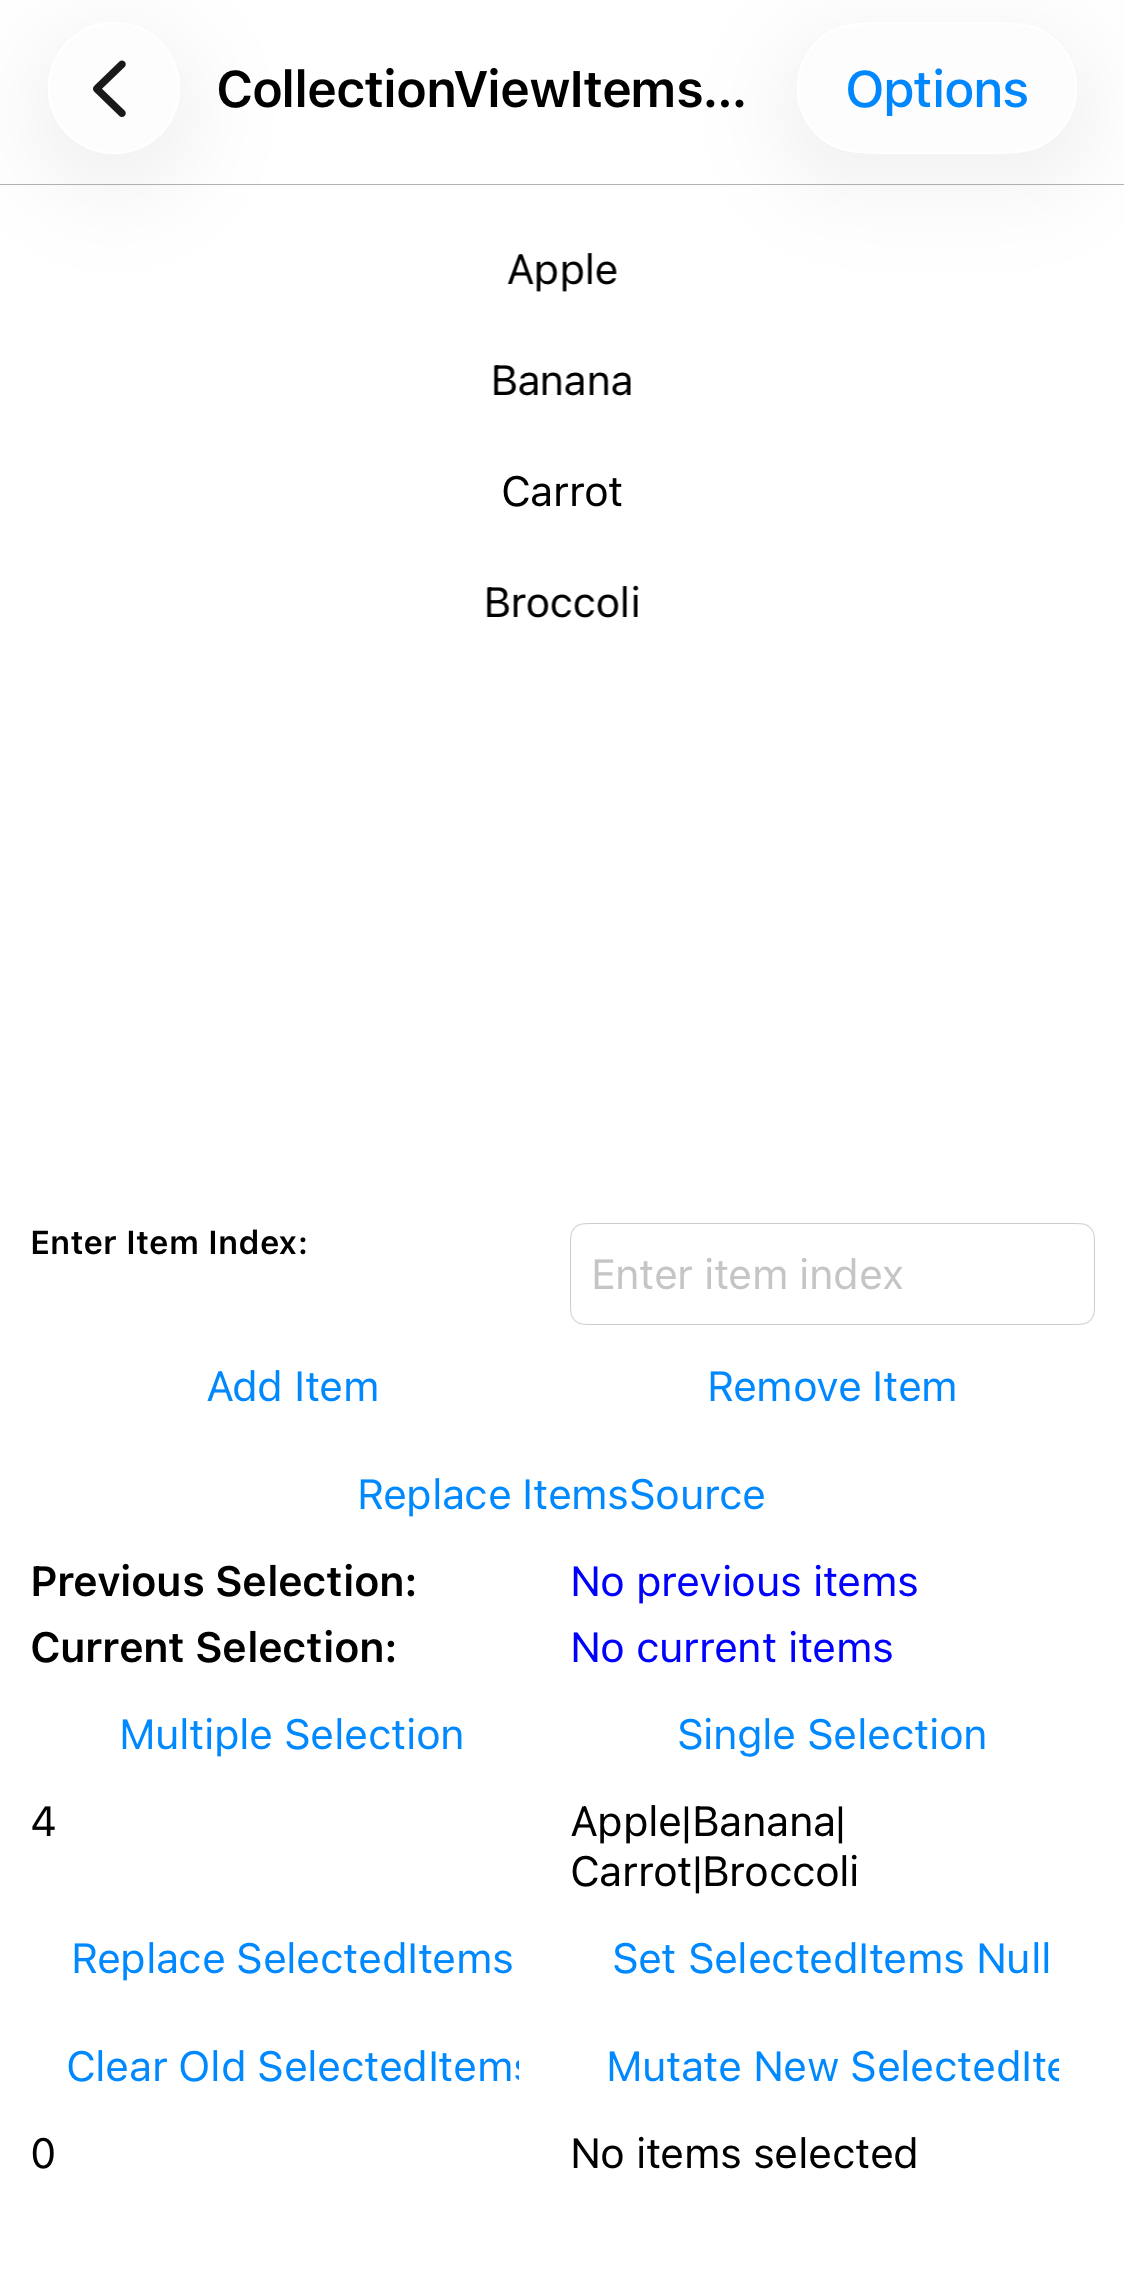 CollectionViewItems...
Options
Apple
Banana
Carrot
Broccoli
Enter Item Index:
Enter item index
Add Item
Remove Item
Replace ItemsSource
Previous Selection:
No previous items
Current Selection:
No current items
Multiple Selection
Single Selection
4
Apple|Banana|
Carrot|Broccoli
Replace SelectedItems
Set SelectedItems Null
Clear Old SelectedItems
Mutate New SelectedIte
0
No items selected